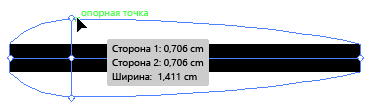 опорная точка
Сторона 1: 0,706 cm
Сторона 2: 0,706 cm
Ширина: 1,411 cm